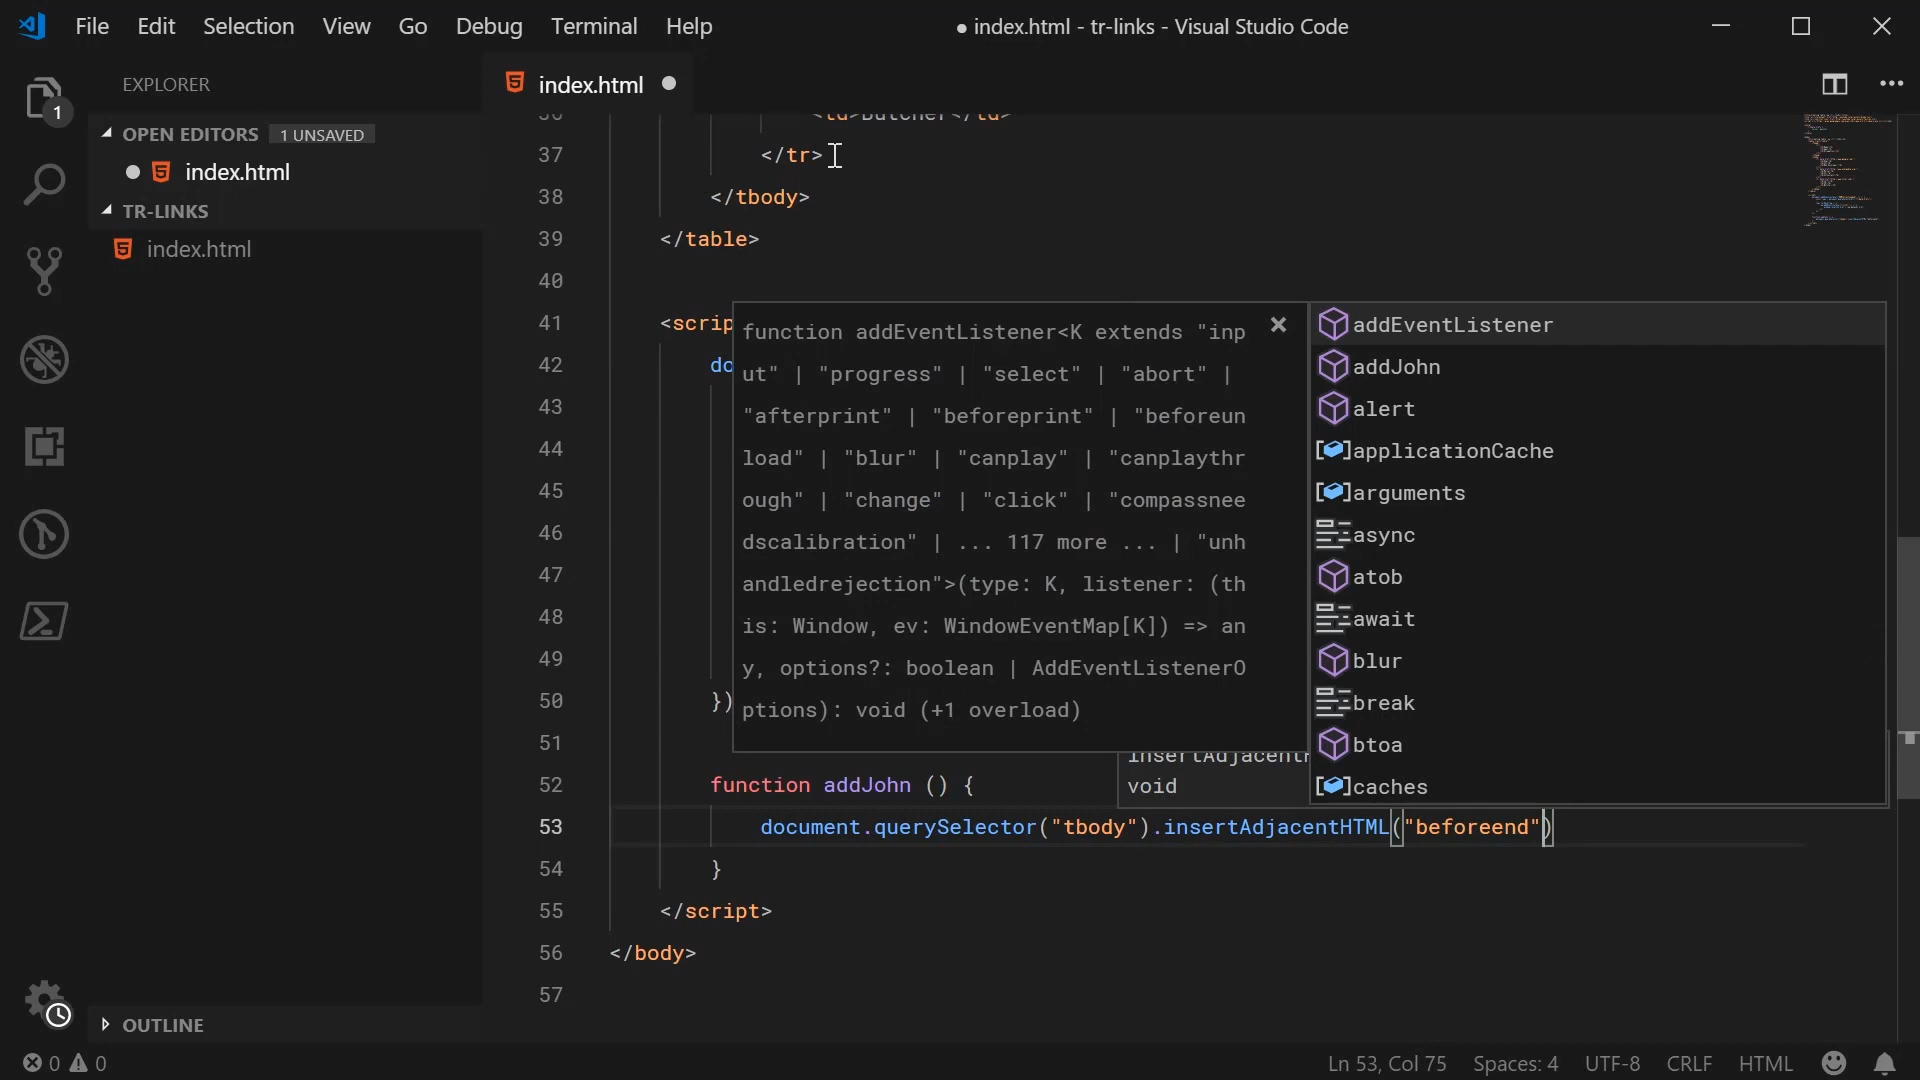 File Edit Selection View Go Debug Terminal Help
● index.html - tr-links - Visual Studio Code
EXPLORER
OPEN EDITORS 1 UNSAVED
index.html
TR-LINKS
index.html
OUTLINE
1
index.html
36 <td>Butcher</td>
37 </tr>
38 </tbody>
39 </table>
40
41 <scrip
42 do
43
44
45
46
47
48
49
50 })
51
52 function addJohn () {
53 document.querySelector("tbody").insertAdjacentHTML("beforeend")
54 }
55 </script>
56 </body>
57
function addEventListener<K extends "inp
ut" | "progress" | "select" | "abort" |
"afterprint" | "beforeprint" | "beforeun
load" | "blur" | "canplay" | "canplaythr
ough" | "change" | "click" | "compassnee
dscalibration" | ... 117 more ... | "unh
andledrejection">(type: K, listener: (th
is: Window, ev: WindowEventMap[K]) => an
y, options?: boolean | AddEventListenerO
ptions): void (+1 overload)
insertAdjacentH
void
addEventListener
addJohn
alert
applicationCache
arguments
async
atob
await
blur
break
btoa
caches
0 0
Ln 53, Col 75 Spaces: 4 UTF-8 CRLF HTML